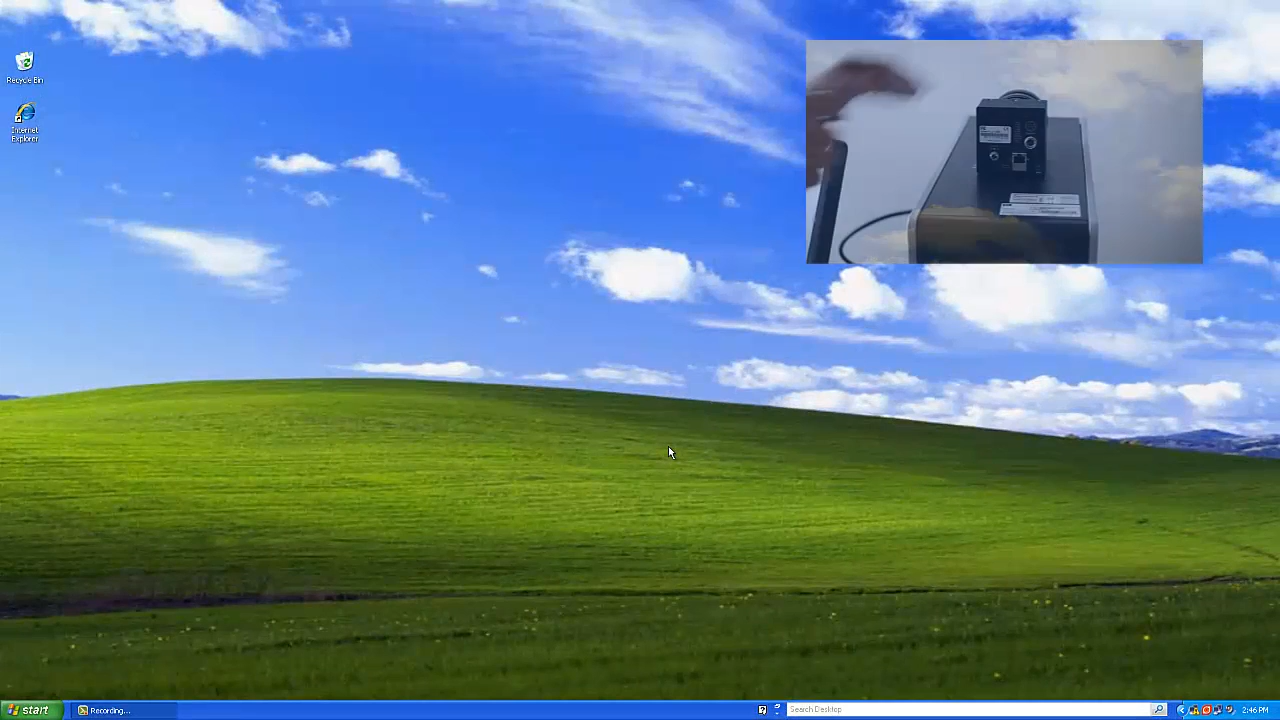 Recycle Bin
Internet
Explorer
start
Recording...
Search Desktop
2:46 PM